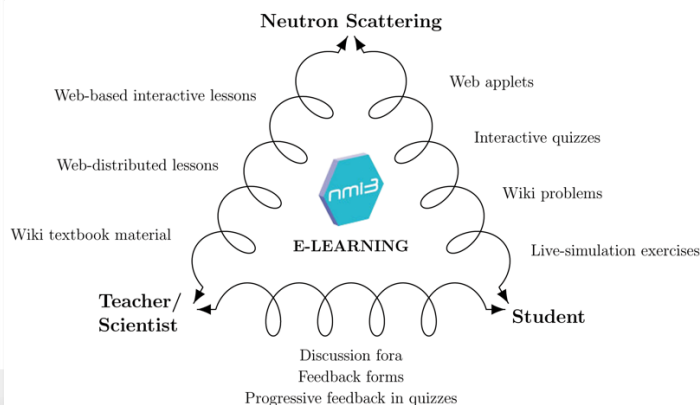 Neutron Scattering
Web applets
Web-based interactive lessons
Interactive quizzes
Web-distributed lessons
nmi3
Wiki problems
Wiki textbook material
E-LEARNING
Live-simulation exercises
Teacher/
Scientist
Student
Discussion fora
Feedback forms
Progressive feedback in quizzes